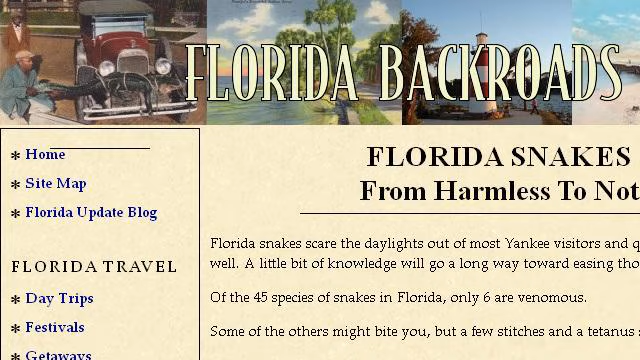 FLORIDA BACKROADS
Home
Site Map
Florida Update Blog
FLORIDA TRAVEL
Day Trips
Festivals
Getaways
FLORIDA SNAKES
From Harmless To Not
Florida snakes scare the daylights out of most Yankee visitors and q
well. A little bit of knowledge will go a long way toward easing tho
Of the 45 species of snakes in Florida, only 6 are venomous.
Some of the others might bite you, but a few stitches and a tetanus